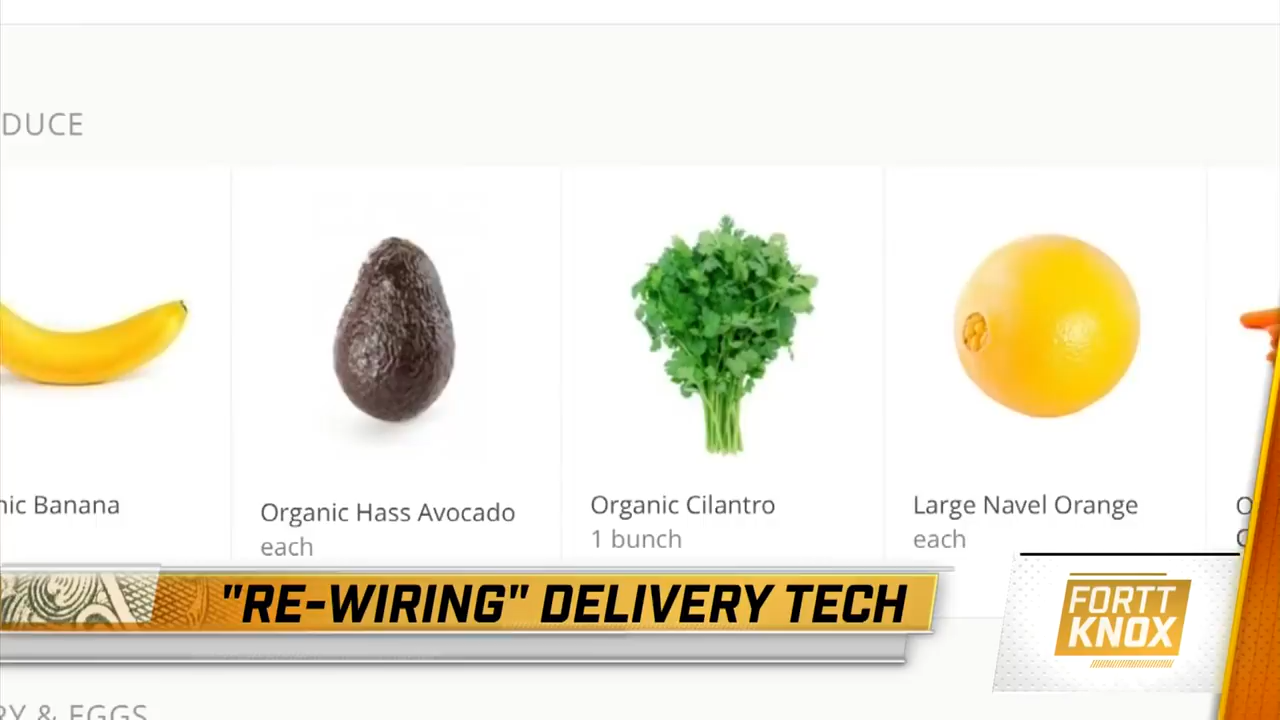 DUCE
nic Banana
Organic Hass Avocado
each
Organic Cilantro
1 bunch
Large Navel Orange
each
"RE-WIRING" DELIVERY TECH
FORTT
KNOX
RY & EGGS